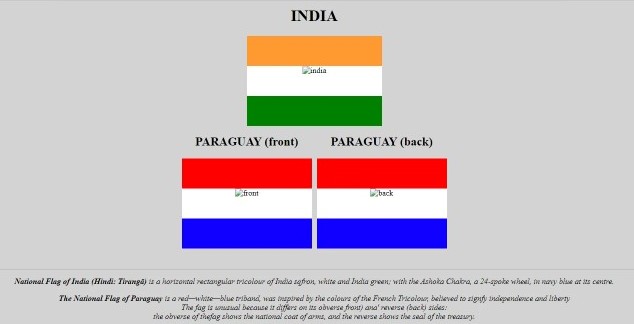 INDIA
india
PARAGUAY (front) PARAGUAY (back)
front back
National Flag of India (Hindi: Tiraṅgā) is a horizontal rectangular tricolour of India safron, white and India green; with the Ashoka Chakra, a 24-spoke wheel, in navy blue at its centre.
The National Flag of Paraguay is a red—white—blue triband, was inspired by the colours of the French Tricolour, believed to signfy independence and liberty
The fag is unusual because it differs on its obverse front) ana' reverse (back) sides:
the obverse of thefag shows the national coat of arms, and the reverse shows the seal of the treasury.